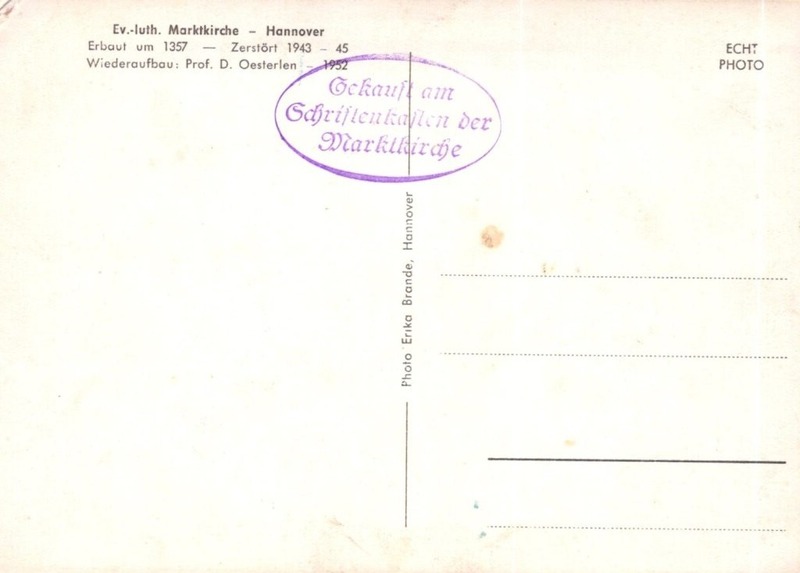 Ev.-luth. Marktkirche – Hannover
Erbaut um 1357 — Zerstört 1943 – 45
Wiederaufbau: Prof. D. Oesterlen – 1952
ECHT
PHOTO
Gekauft am
Schriftenkasten der
Marktkirche
Photo Erika Brande, Hannover